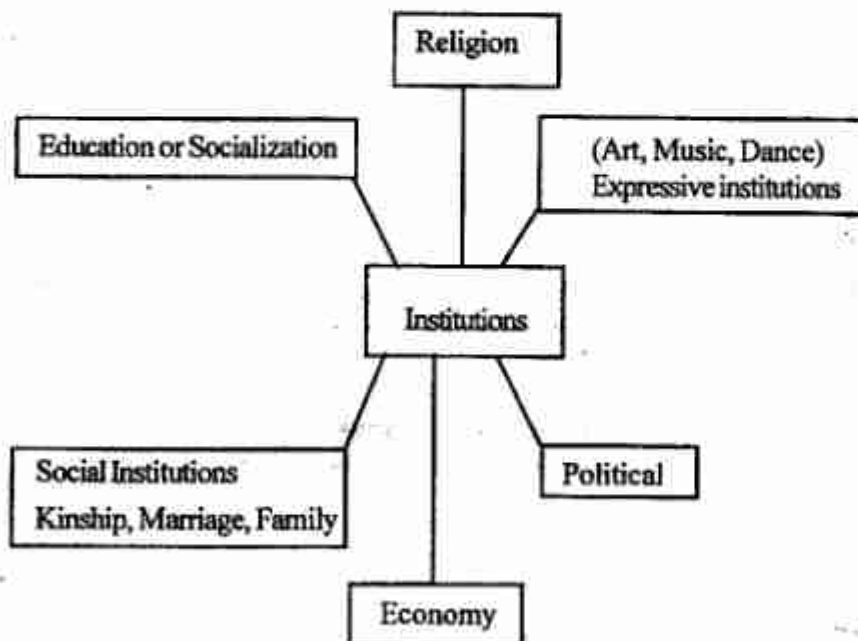 Religion
Education or Socialization
(Art, Music, Dance)
Expressive institutions
Institutions
Social Institutions
Kinship, Marriage, Family
Political
Economy